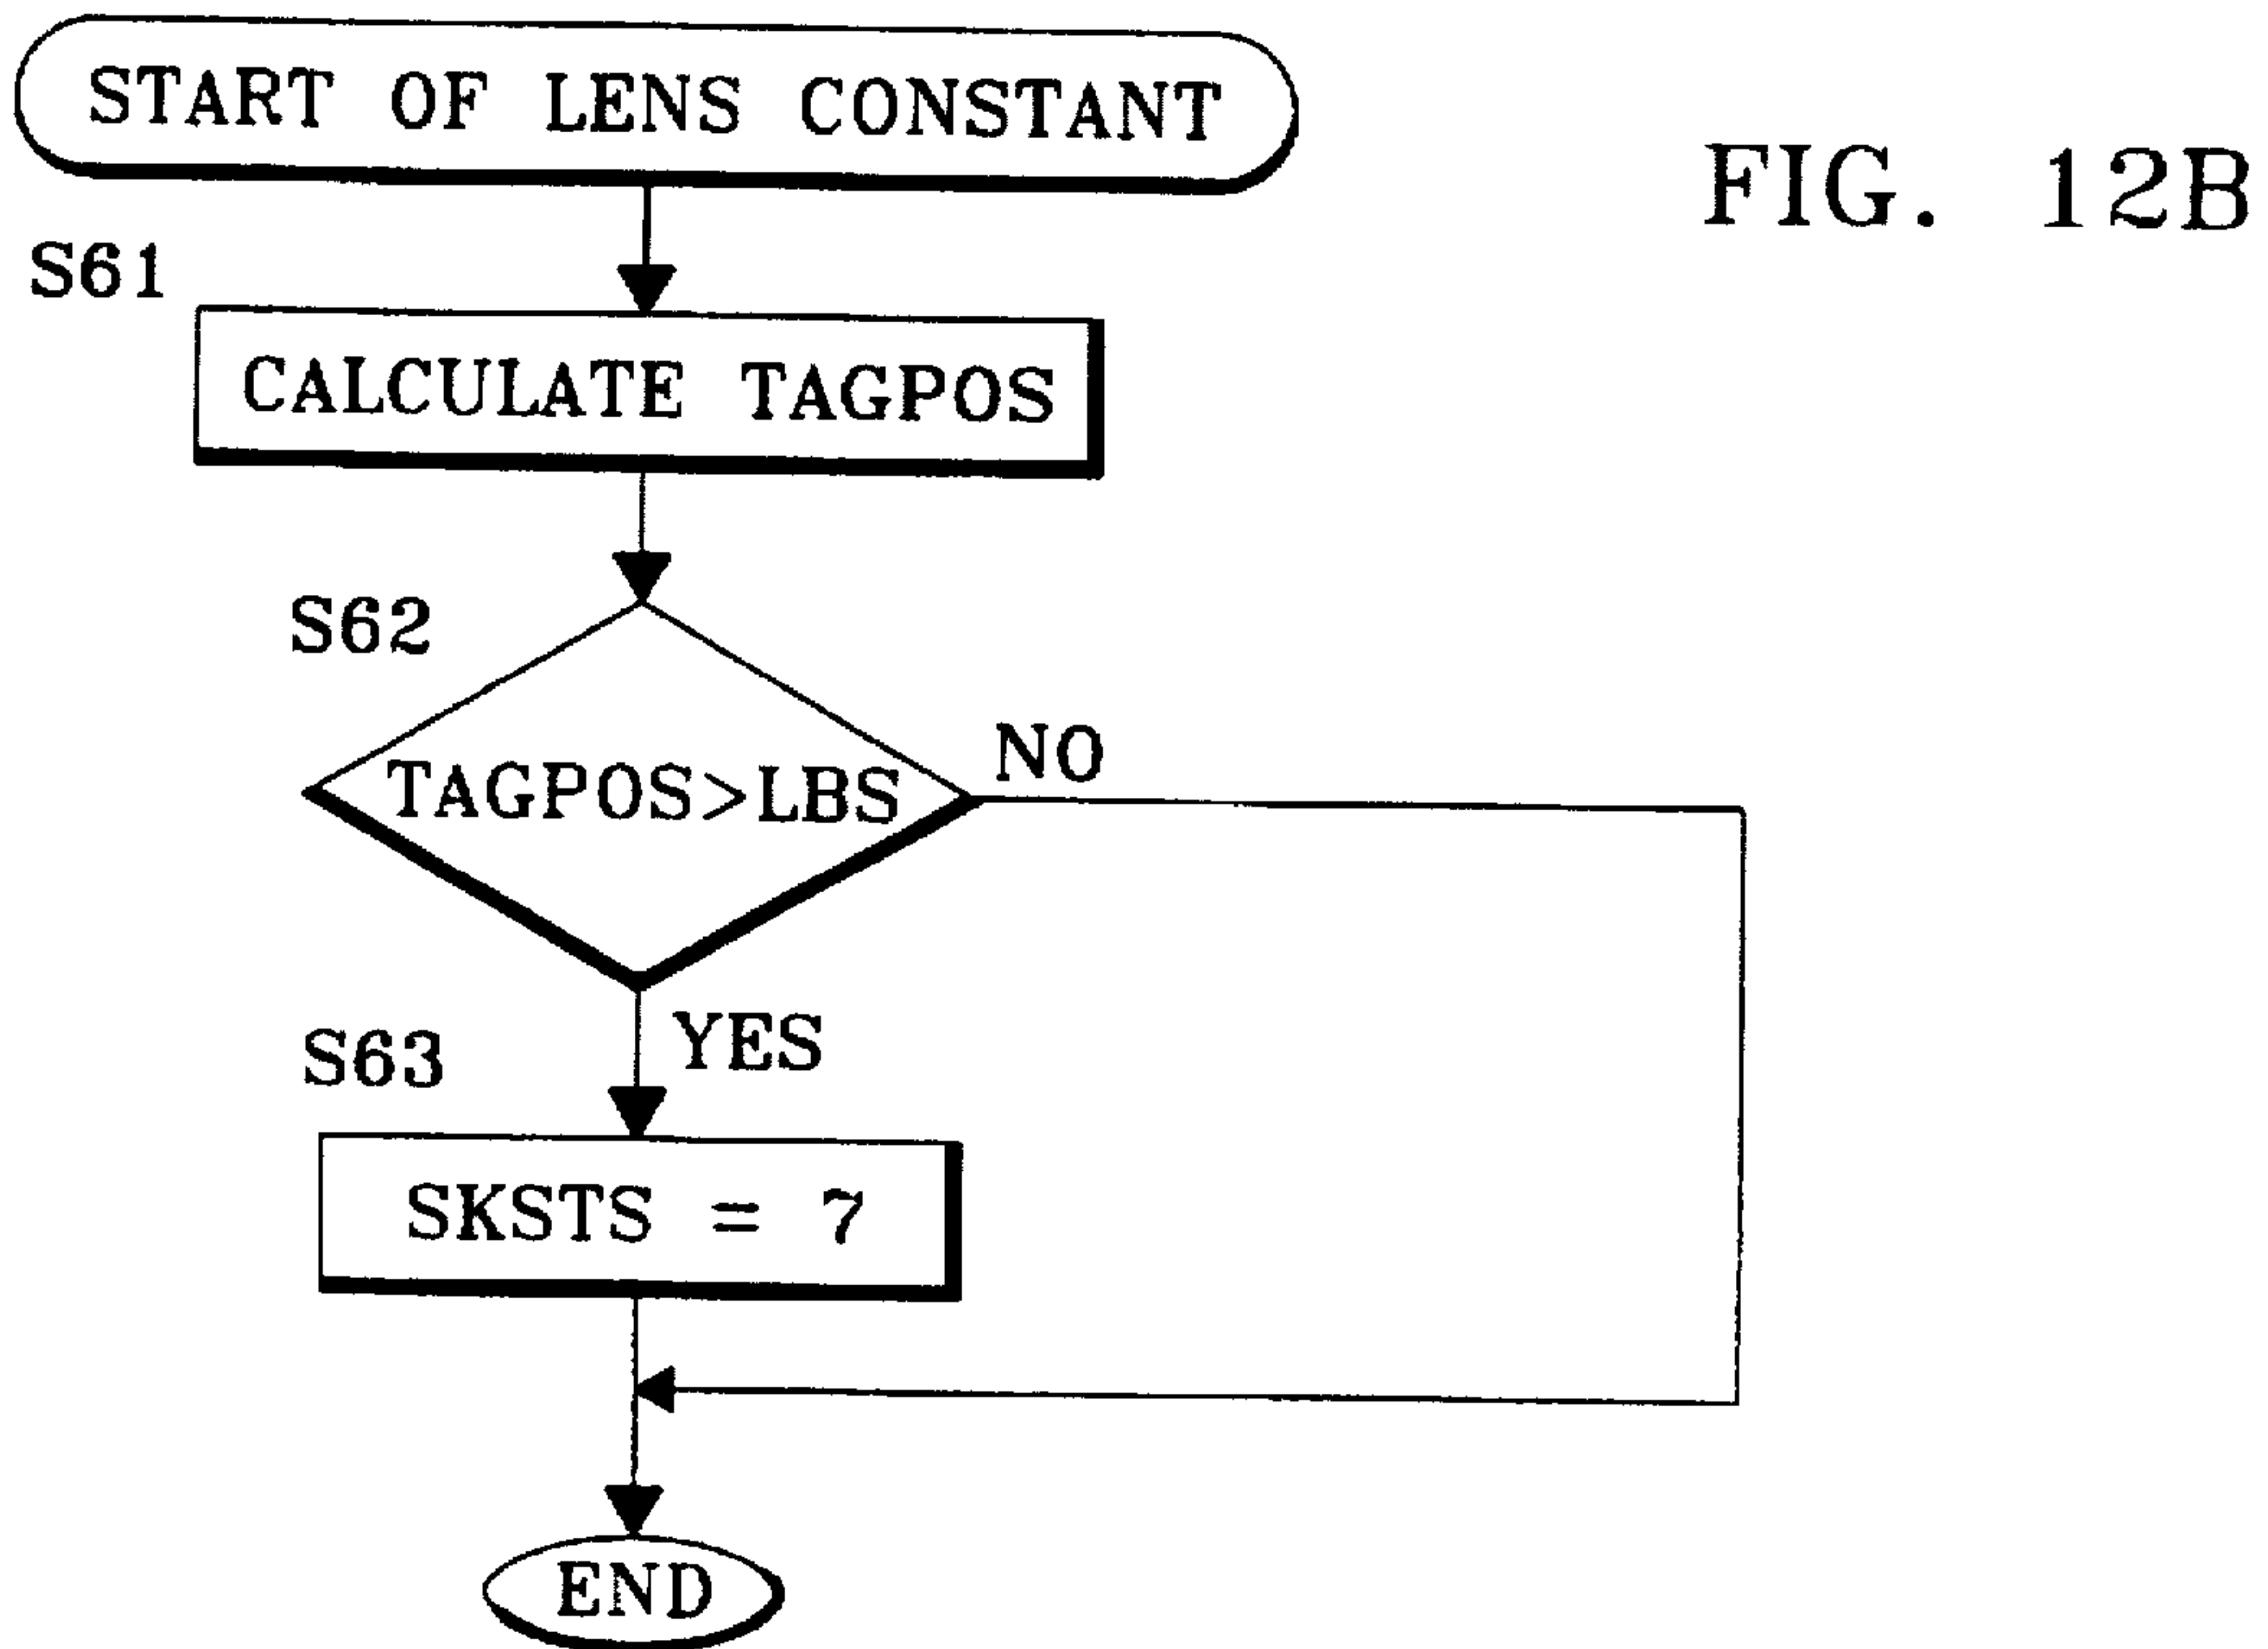 START OF LENS CONSTANT
FIG. 12B
S61
CALCULATE TAGPOS
S62
TAGPOS>LBS
NO
S63
YES
SKSTS = 7
END